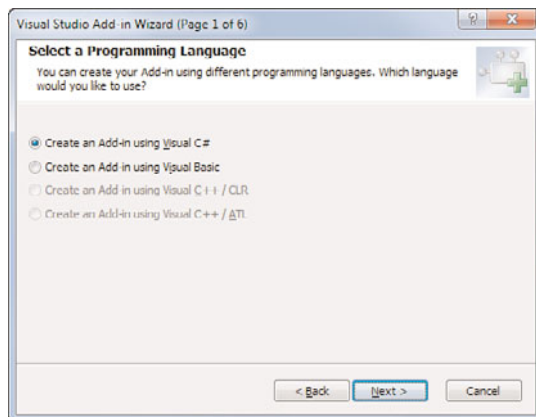 Visual Studio Add-in Wizard (Page 1 of 6)
Select a Programming Language
You can create your Add-in using different programming languages. Which language
would you like to use?
Create an Add-in using Visual C#
Create an Add-in using Visual Basic
Create an Add-in using Visual C++ / CLR
Create an Add-in using Visual C++ / ATL
< Back
Next >
Cancel